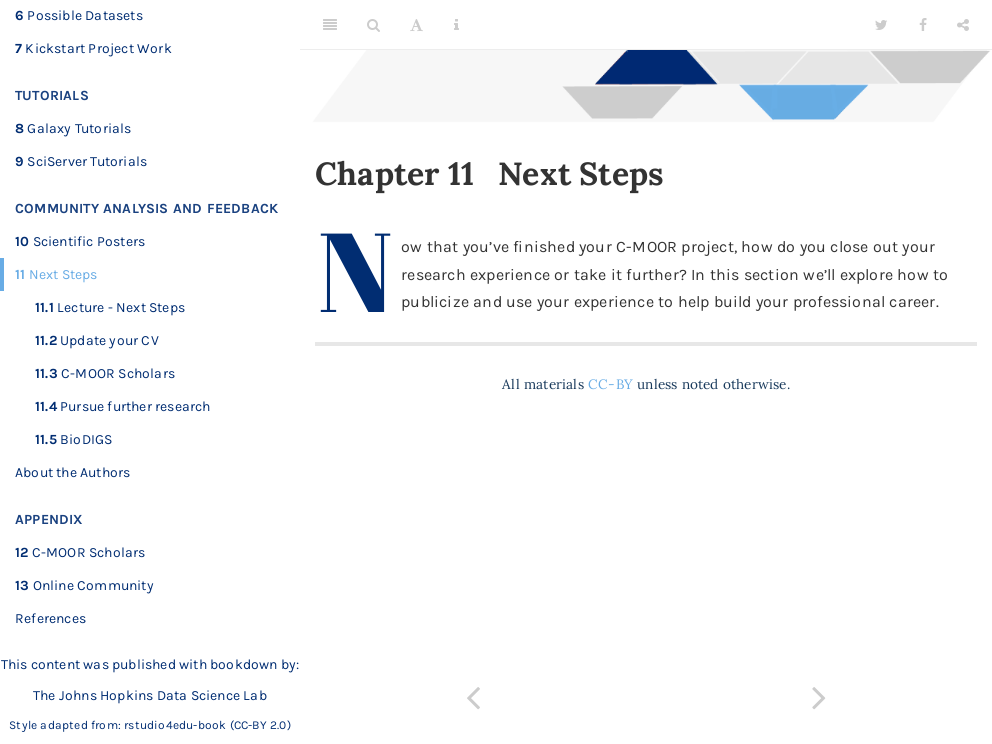 6 Possible Datasets
7 Kickstart Project Work
TUTORIALS
8 Galaxy Tutorials
9 SciServer Tutorials
COMMUNITY ANALYSIS AND FEEDBACK
10 Scientific Posters
11 Next Steps
11.1 Lecture - Next Steps
11.2 Update your CV
11.3 C-MOOR Scholars
11.4 Pursue further research
11.5 BioDIGS
About the Authors
APPENDIX
12 C-MOOR Scholars
13 Online Community
References
This content was published with bookdown by:
The Johns Hopkins Data Science Lab
Style adapted from: rstudio4edu-book (CC-BY 2.0)
Chapter 11 Next Steps
Now that you’ve finished your C-MOOR project, how do you close out your
research experience or take it further? In this section we’ll explore how to
publicize and use your experience to help build your professional career.
All materials CC-BY unless noted otherwise.